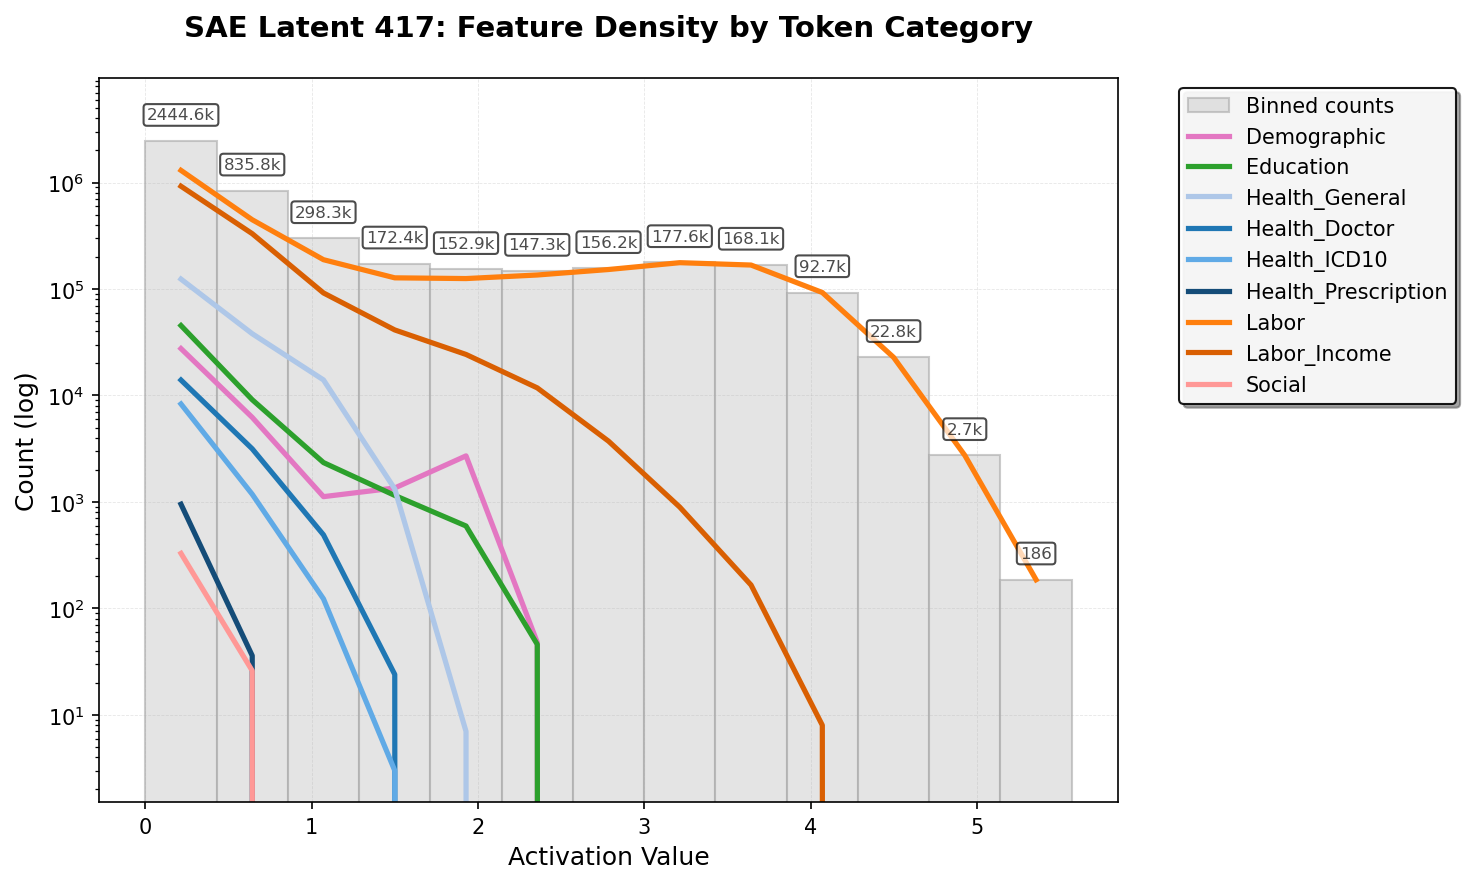 SAE Latent 417: Feature Density by Token Category
2444.6k
835.8k
298.3k
172.4k
152.9k
147.3k
156.2k
177.6k
168.1k
92.7k
22.8k
2.7k
186
Binned counts
Demographic
Education
Health_General
Health_Doctor
Health_ICD10
Health_Prescription
Labor
Labor_Income
Social
Count (log)
10⁶
10⁵
10⁴
10³
10²
10¹
0 1 2 3 4 5
Activation Value